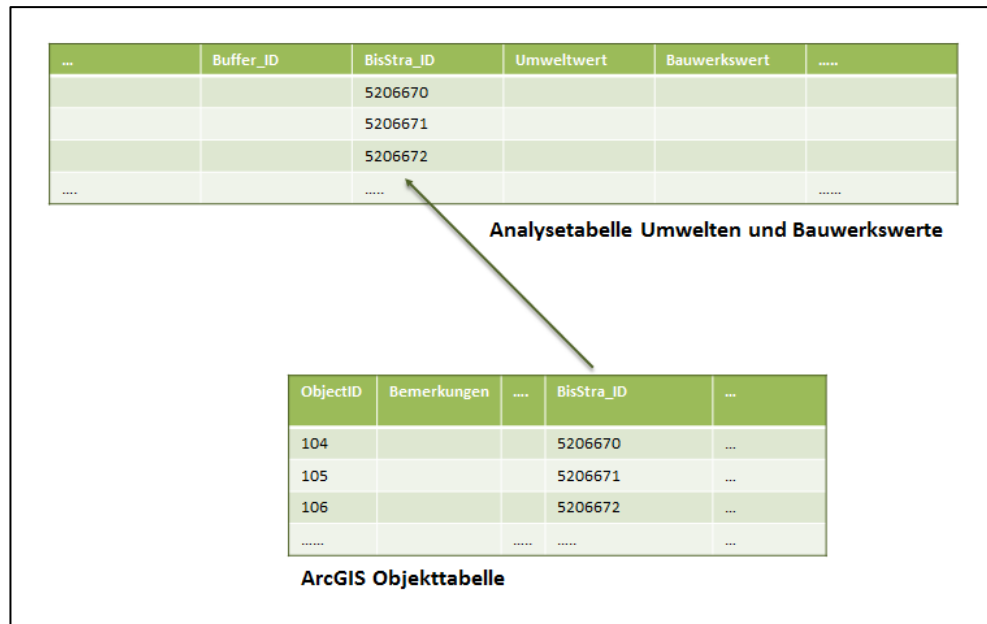 ... Buffer_ID BisStra_ID Umweltwert Bauwerkswert .....
5206670
5206671
5206672
.... ..... ......
Analysetabelle Umwelten und Bauwerkswerte
ObjectID Bemerkungen .... BisStra_ID ...
104 5206670 ...
105 5206671 ...
106 5206672 ...
...... ..... ..... ...
ArcGIS Objekttabelle